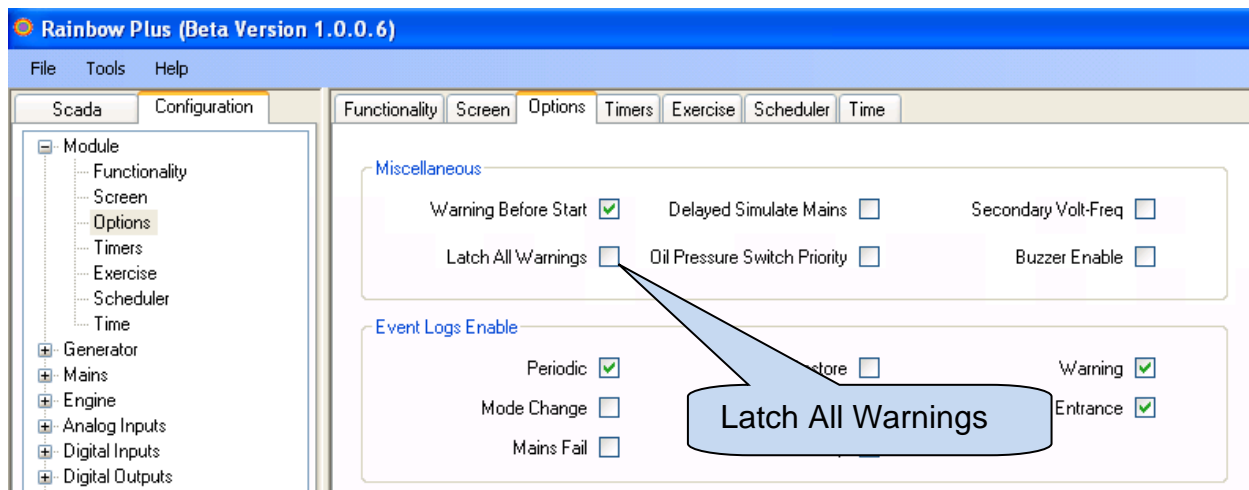 Rainbow Plus (Beta Version 1.0.0.6)
File Tools Help
Scada Configuration
Module
Functionality
Screen
Options
Timers
Exercise
Scheduler
Time
Generator
Mains
Engine
Analog Inputs
Digital Inputs
Digital Outputs
Functionality Screen Options Timers Exercise Scheduler Time
Miscellaneous
Warning Before Start Delayed Simulate Mains Secondary Volt-Freq
Latch All Warnings Oil Pressure Switch Priority Buzzer Enable
Event Logs Enable
Periodic Warning
Mode Change Entrance
Mains Fail
Latch All Warnings